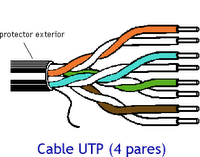 protector exterior
Cable UTP (4 pares)